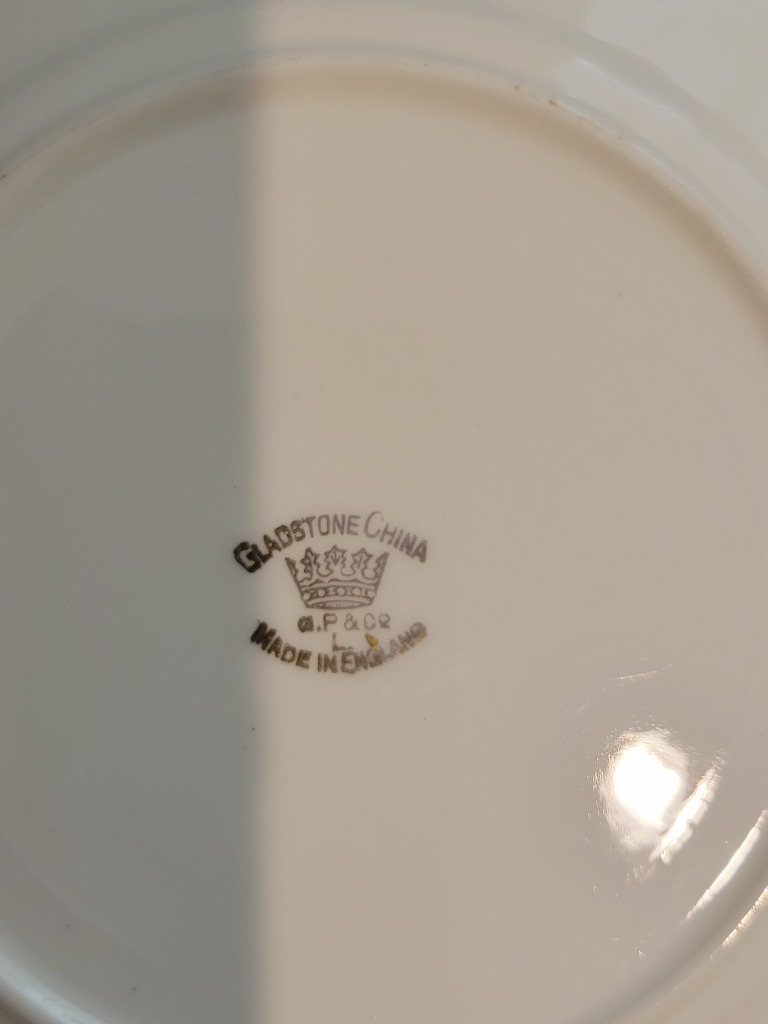 GLADSTONE CHINA
G.P & Co
L.
MADE IN ENGLAND